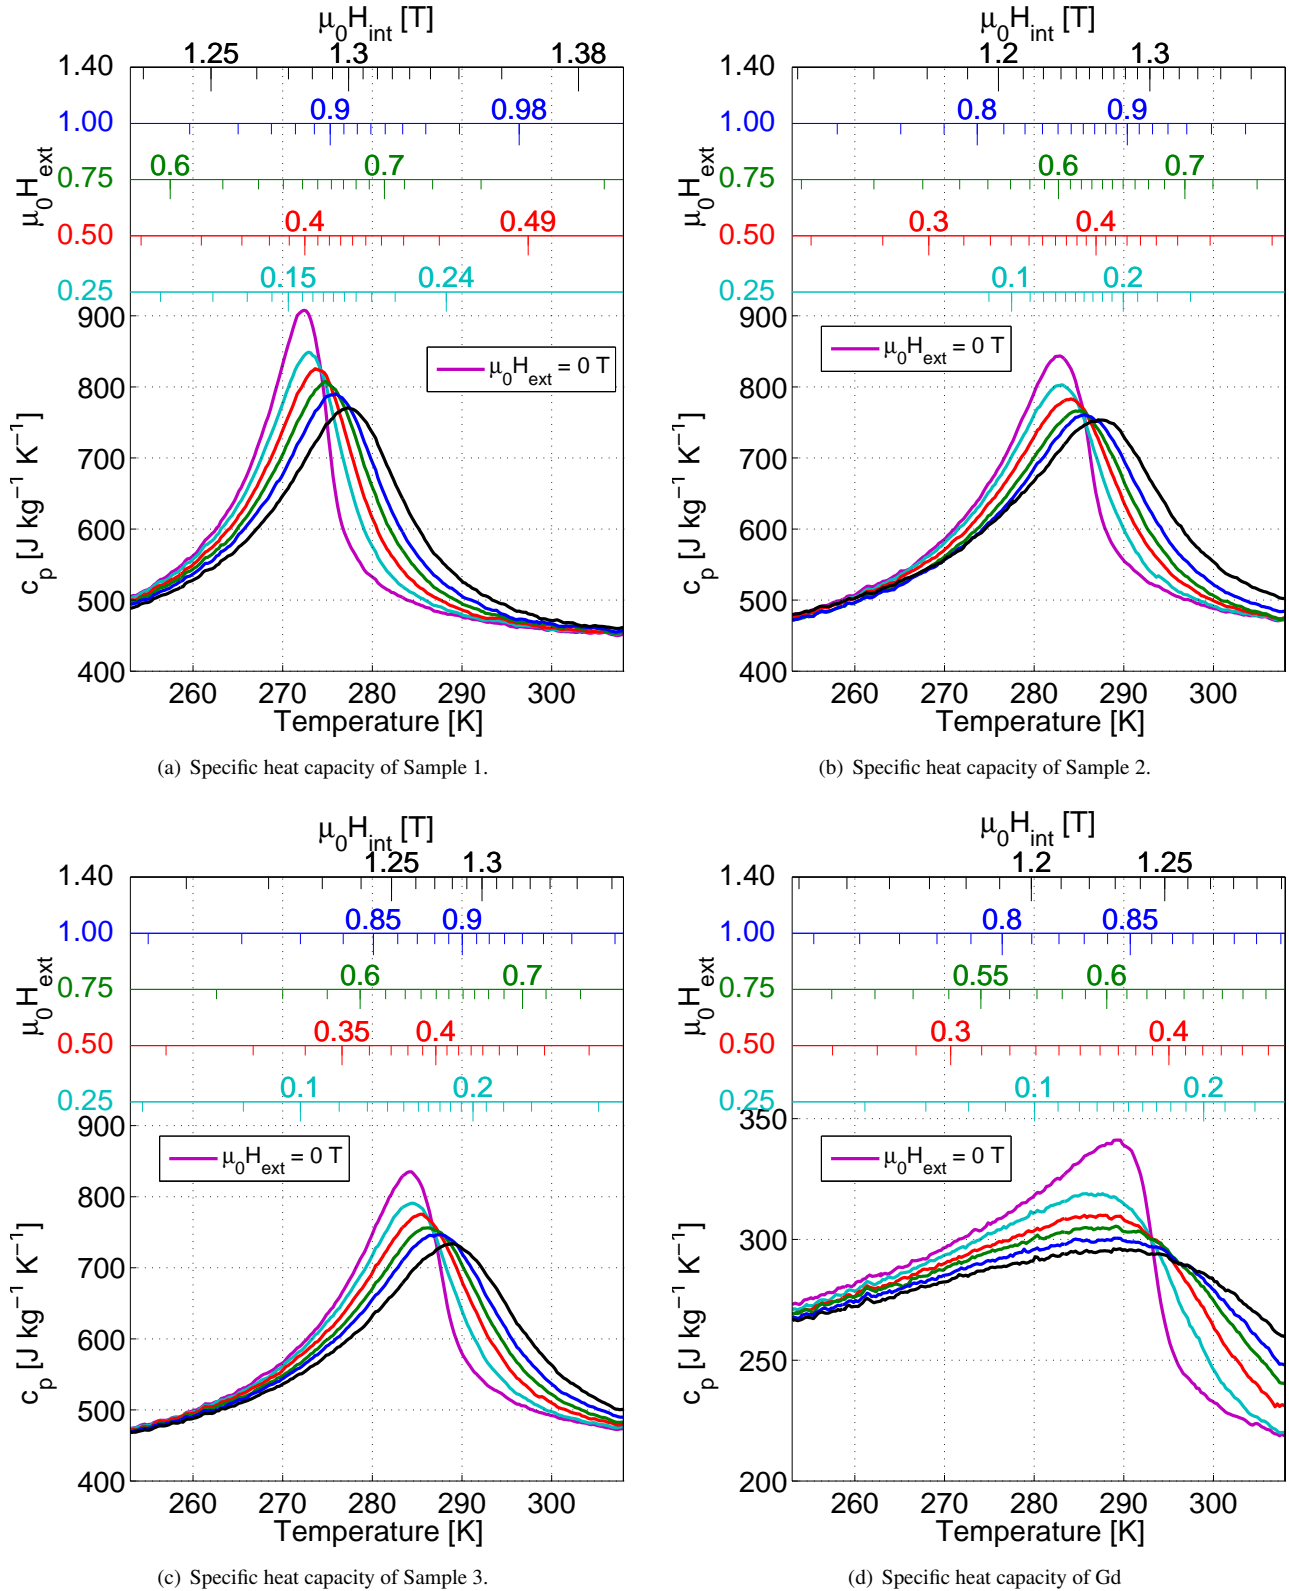 μ0Hint [T]
1.25 1.3 1.38
1.40
0.9 0.98
1.00
0.6 0.7
0.75
0.4 0.49
0.50
0.15 0.24
0.25
μ0Hext
900
800
700
600
500
400
μ0Hext = 0 T
cp [J kg−1 K−1]
260 270 280 290 300
Temperature [K]
(a) Specific heat capacity of Sample 1.
μ0Hint [T]
1.2 1.3
1.40
0.8 0.9
1.00
0.6 0.7
0.75
0.3 0.4
0.50
0.1 0.2
0.25
μ0Hext
900
800
700
600
500
400
μ0Hext = 0 T
cp [J kg−1 K−1]
260 270 280 290 300
Temperature [K]
(b) Specific heat capacity of Sample 2.
μ0Hint [T]
1.25 1.3
1.40
0.85 0.9
1.00
0.6 0.7
0.75
0.35 0.4
0.50
0.1 0.2
0.25
μ0Hext
900
800
700
600
500
400
μ0Hext = 0 T
cp [J kg−1 K−1]
260 270 280 290 300
Temperature [K]
(c) Specific heat capacity of Sample 3.
μ0Hint [T]
1.2 1.25
1.40
0.8 0.85
1.00
0.55 0.6
0.75
0.3 0.4
0.50
0.1 0.2
0.25
μ0Hext
350
300
250
200
μ0Hext = 0 T
cp [J kg−1 K−1]
260 270 280 290 300
Temperature [K]
(d) Specific heat capacity of Gd